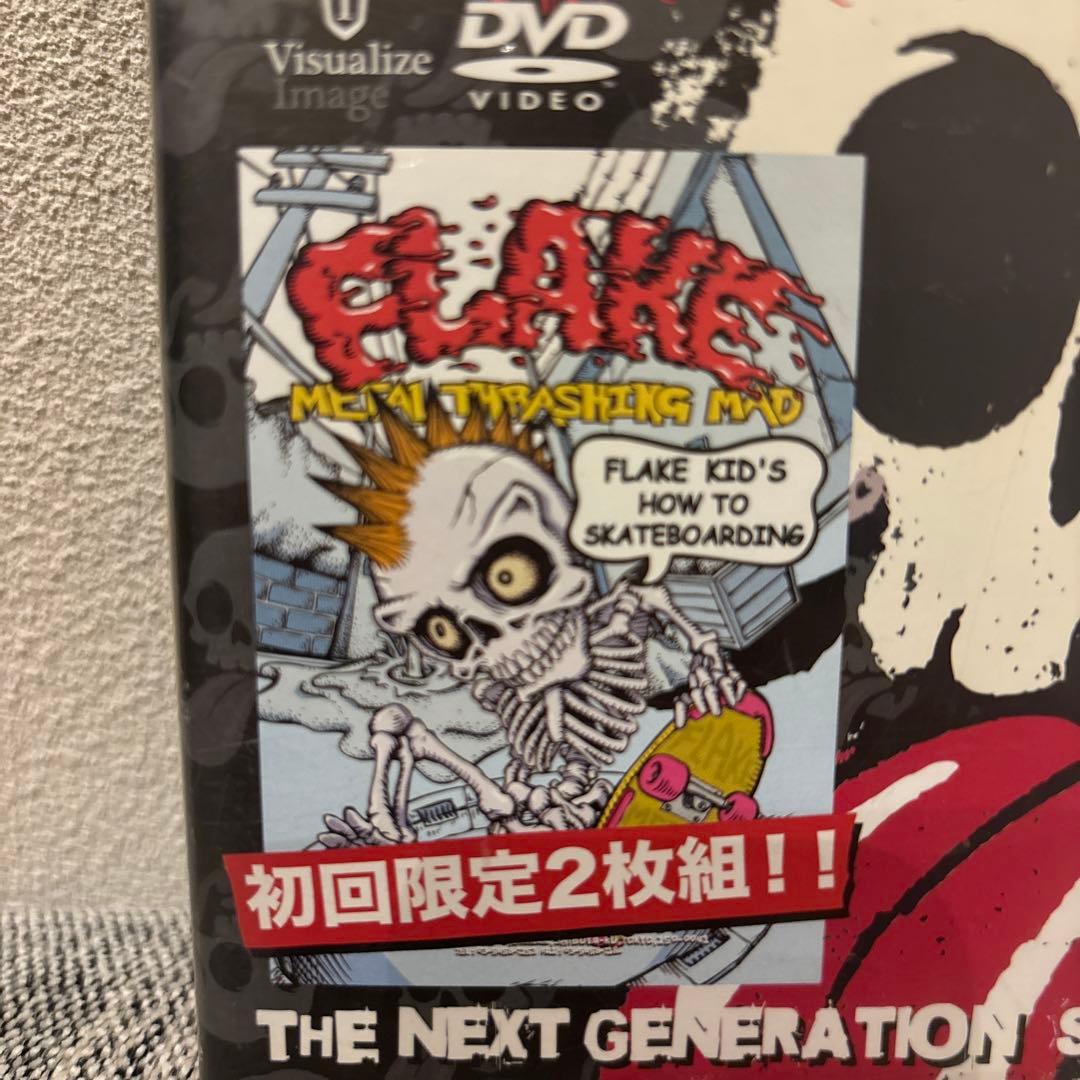 Visualize
Image
DVD
VIDEO
FLAKE
METAL THRASHING MAD
FLAKE KID'S
HOW TO
SKATEBOARDING
FLAKE
初回限定2枚組!!
THE NEXT GENERATION S